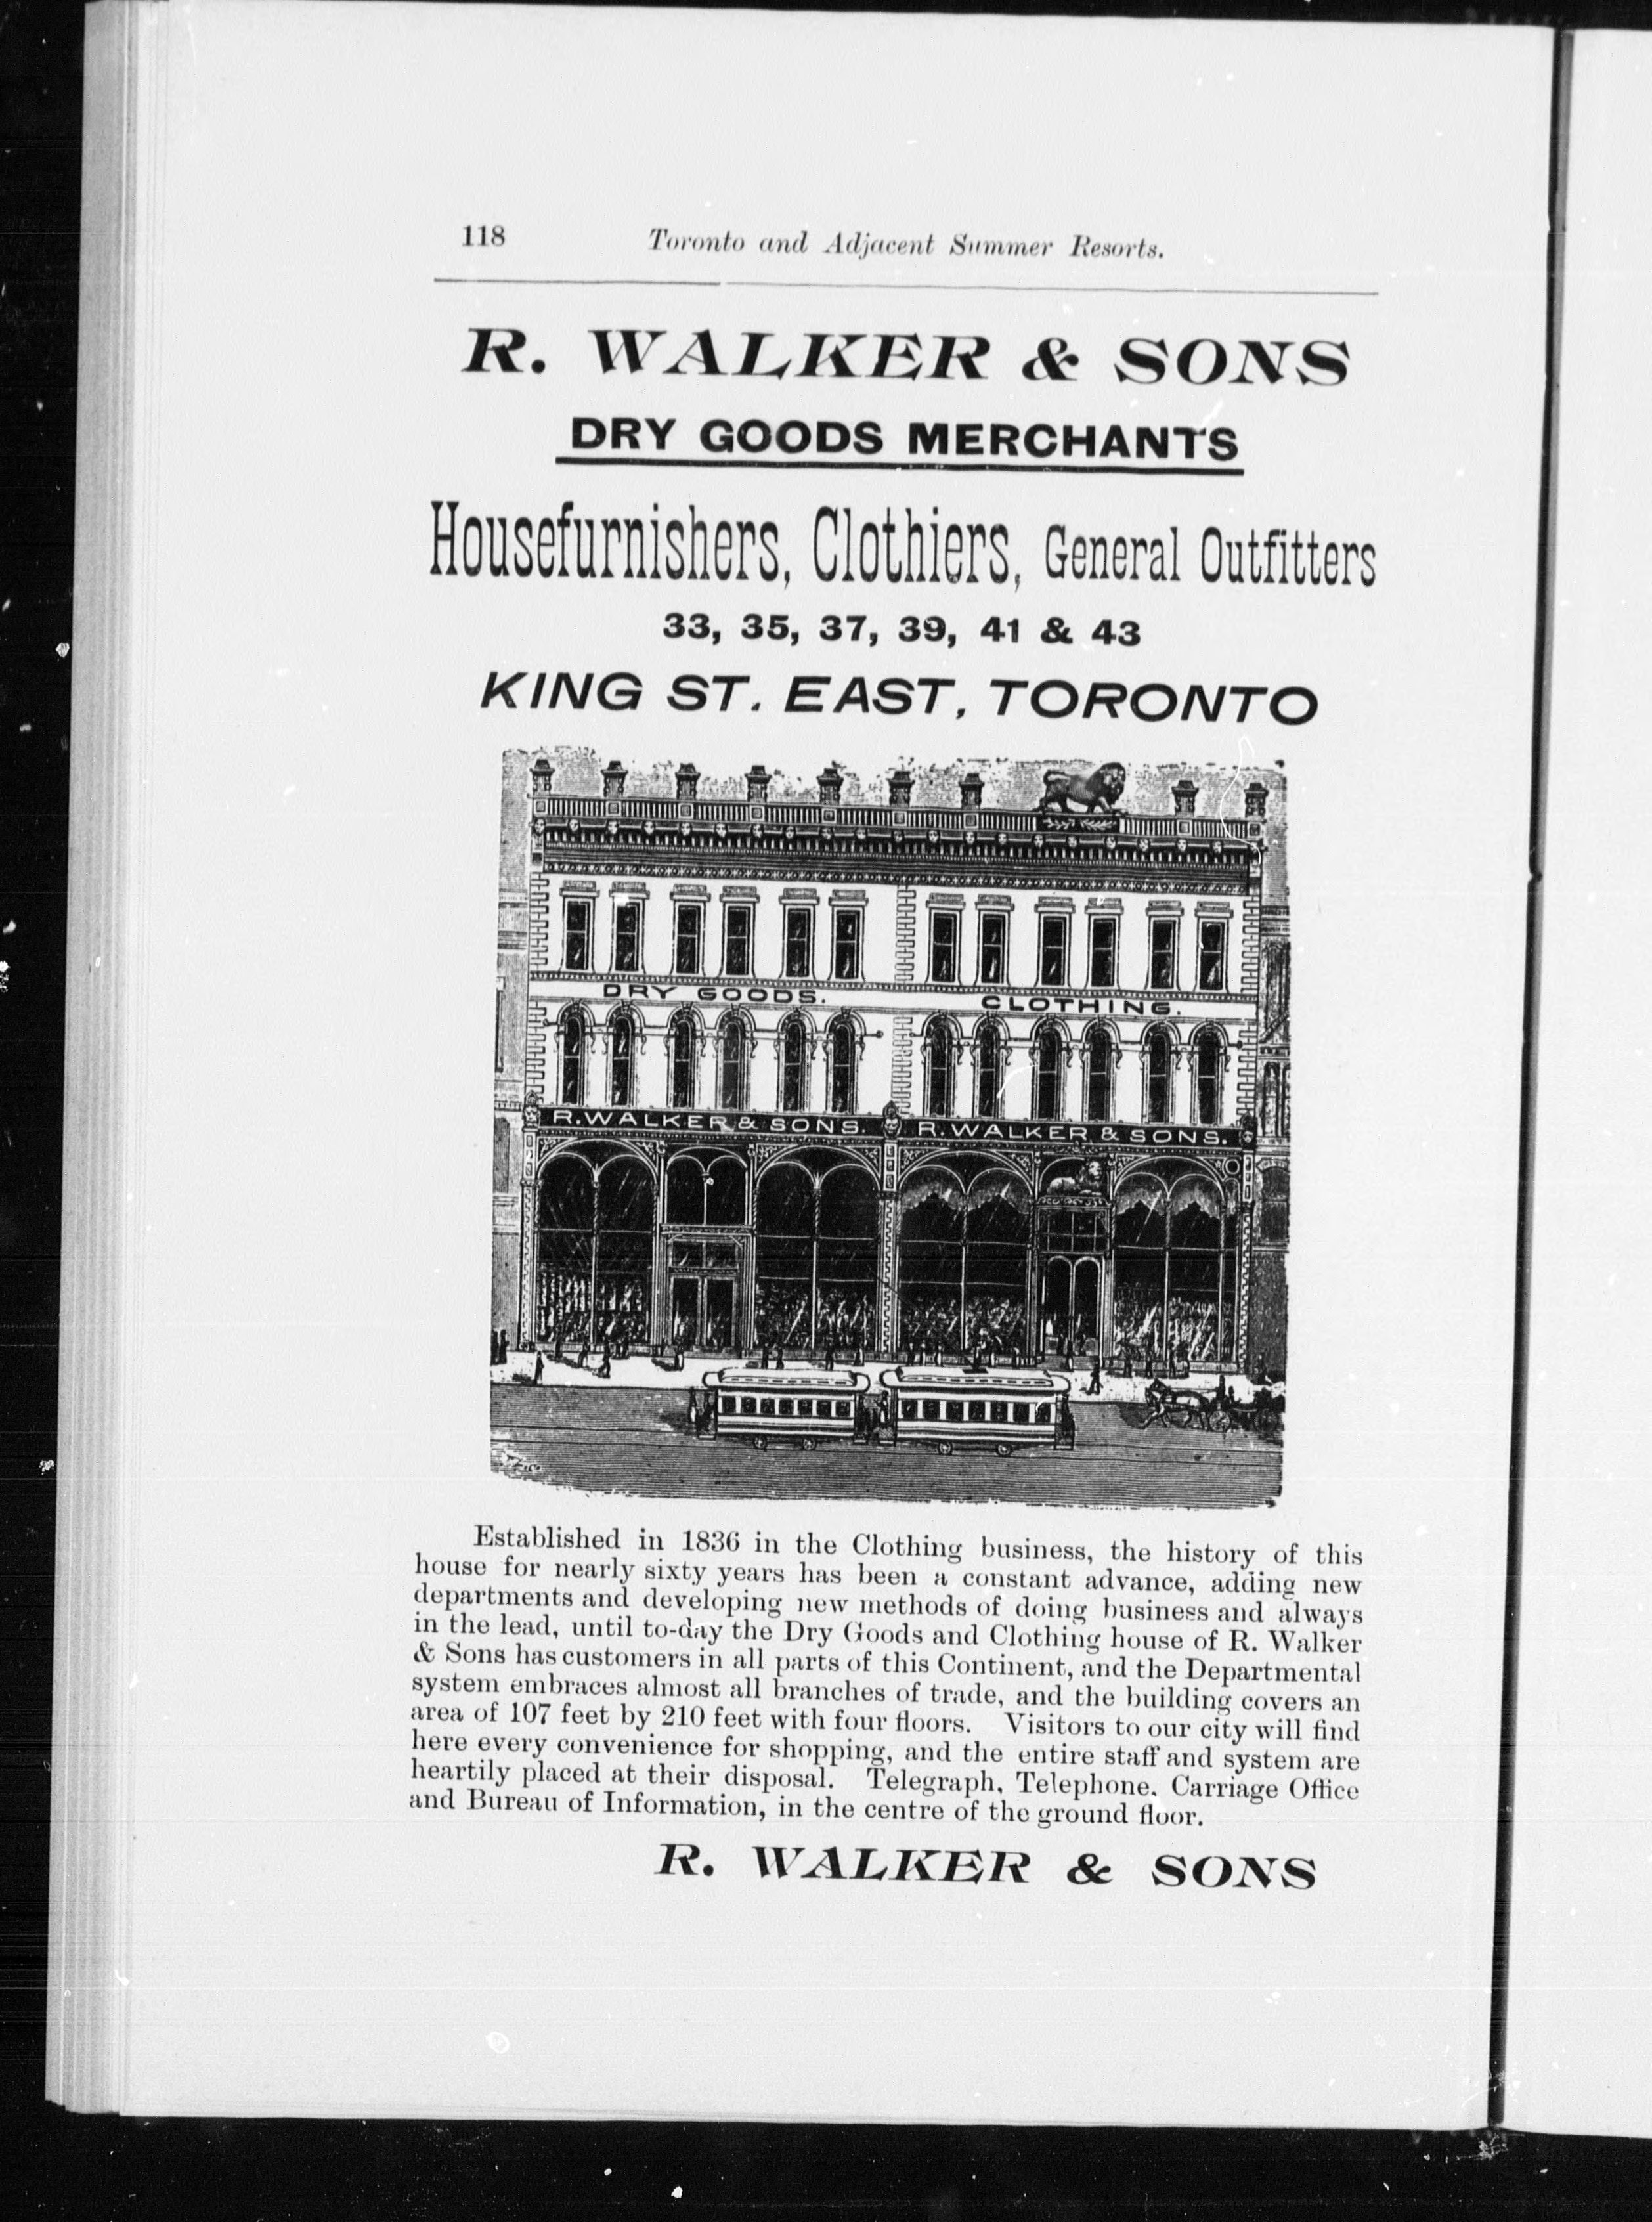 118
Toronto and Adjacent Summer Resorts.
R. WALKER & SONS
DRY GOODS MERCHANTS
Housefurnishers, Clothiers, General Outfitters
33, 35, 37, 39, 41 & 43
KING ST. EAST, TORONTO
DRY GOODS.
CLOTHING.
R. WALKER & SONS.
R. WALKER & SONS.
Established in 1836 in the Clothing business, the history of this
house for nearly sixty years has been a constant advance, adding new
departments and developing new methods of doing business and always
in the lead, until to-day the Dry Goods and Clothing house of R. Walker
& Sons has customers in all parts of this Continent, and the Departmental
system embraces almost all branches of trade, and the building covers an
area of 107 feet by 210 feet with four floors. Visitors to our city will find
here every convenience for shopping, and the entire staff and system are
heartily placed at their disposal. Telegraph, Telephone. Carriage Office
and Bureau of Information, in the centre of the ground floor.
R. WALKER & SONS